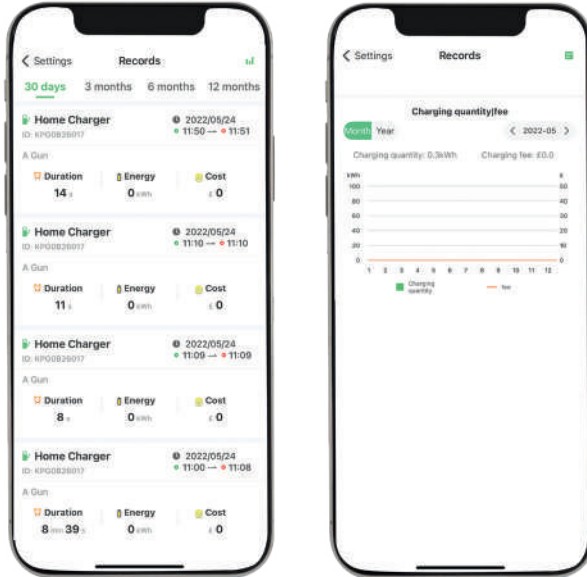 Settings Records
30 days 3 months 6 months 12 months
Home Charger 2022/05/24
ID: KPG0B26017 11:50 → 11:51
A Gun
Duration Energy Cost
14 s 0 kWh £ 0
Home Charger 2022/05/24
ID: KPG0B26017 11:10 → 11:10
A Gun
Duration Energy Cost
11 s 0 kWh £ 0
Home Charger 2022/05/24
ID: KPG0B26017 11:09 → 11:09
A Gun
Duration Energy Cost
8 s 0 kWh £ 0
Home Charger 2022/05/24
ID: KPG0B26017 11:00 → 11:08
A Gun
Duration Energy Cost
8 min 39 s 0 kWh £ 0
Settings Records
Charging quantity|fee
Month Year < 2022-05 >
Charging quantity: 0.3kWh Charging fee: £0.0
kWh £
100 50
80 40
60 30
40 20
20 10
0 0
1 2 3 4 5 6 7 8 9 10 11 12
Charging
quantity
fee